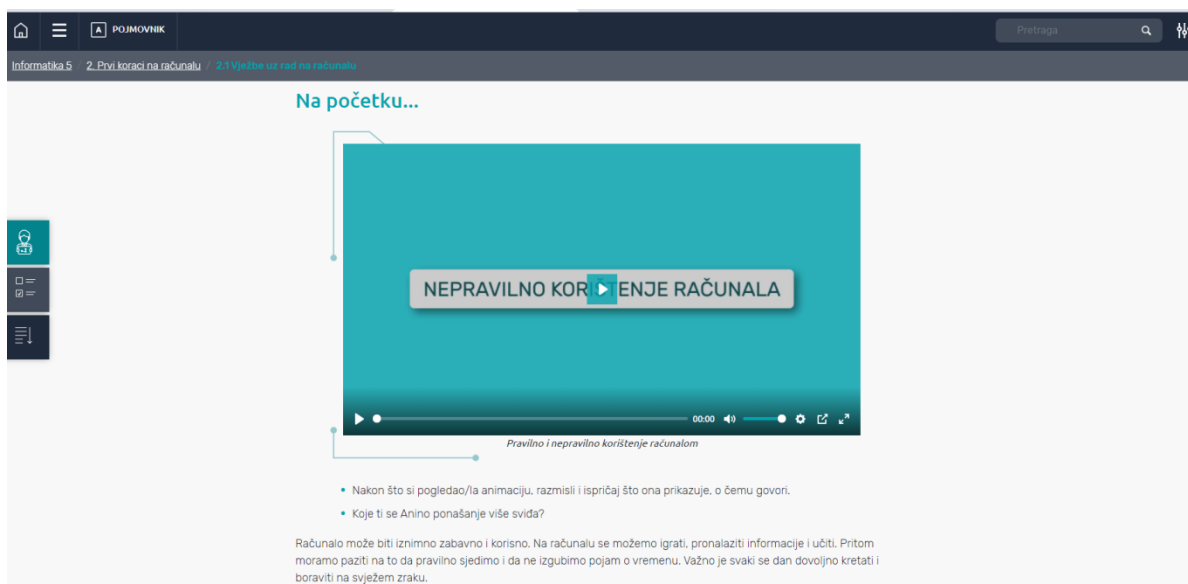 POJMOVNIK
Pretraga
Informatika 5 / 2. Prvi koraci na računalu / 2.1 Vježbe uz rad na računalu
Na početku...
NEPRAVILNO KORIŠTENJE RAČUNALA
00:00
Pravilno i nepravilno korištenje računalom
• Nakon što si pogledao/la animaciju, razmisli i ispričaj što ona prikazuje, o čemu govori.
• Koje ti se Anino ponašanje više sviđa?
Računalo može biti iznimno zabavno i korisno. Na računalu se možemo igrati, pronalaziti informacije i učiti. Pritom
moramo paziti na to da pravilno sjedimo i da ne izgubimo pojam o vremenu. Važno je svaki se dan dovoljno kretati i
boraviti na svježem zraku.